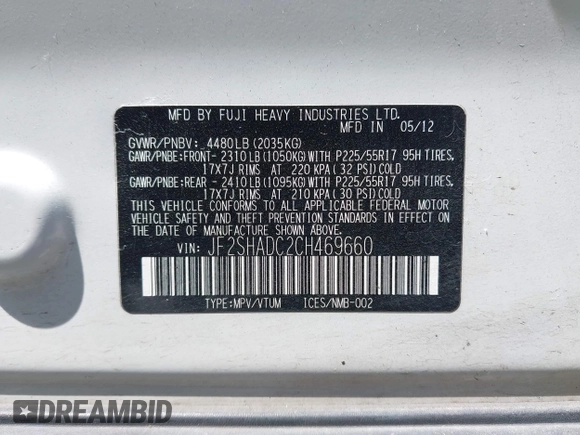 MFD BY FUJI HEAVY INDUSTRIES LTD.
MFD IN 05/12
GVWR/PNBV: 4480LB (2035KG)
GAWR/PNBE:FRONT- 2310LB (1050KG) WITH P225/55R17 95H TIRES,
17X7J RIMS AT 220 KPA (32 PSI) COLD
GAWR/PNBE:REAR -2410LB (1095KG) WITH P225/55R17 95H TIRES,
17X7J RIMS AT 210 KPA (30 PSI) COLD
THIS VEHICLE CONFORMS TO ALL APPLICABLE FEDERAL MOTOR
VEHICLE SAFETY AND THEFT PREVENTION STANDARDS IN EFFECT ON
THE DATE OF MANUFACTURE SHOWN ABOVE.
VIN: JF2SHADC2CH469660
TYPE:MPV/VTUM ICES/NMB-002
DREAMBID